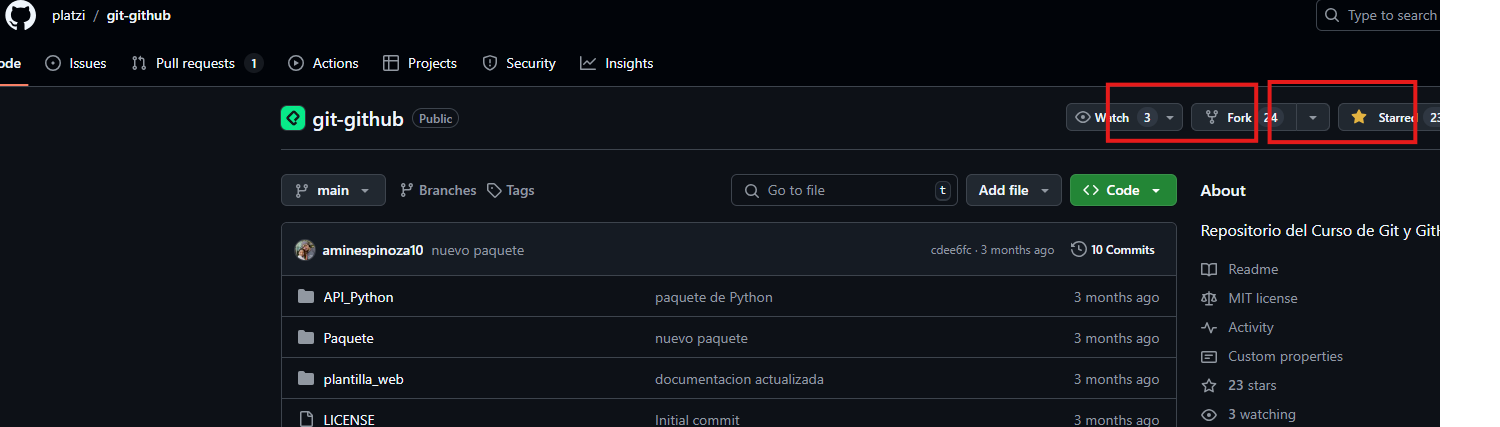 platzi / git-github
Type to search
ode Issues Pull requests 1 Actions Projects Security Insights
git-github Public Watch 3 Fork 24 Starred 23
main Branches Tags Go to file t Add file Code
aminespinoza10 nuevo paquete cdee6fc · 3 months ago 10 Commits
API_Python paquete de Python 3 months ago
Paquete nuevo paquete 3 months ago
plantilla_web documentacion actualizada 3 months ago
LICENSE Initial commit 3 months ago
About
Repositorio del Curso de Git y GitH
Readme
MIT license
Activity
Custom properties
23 stars
3 watching